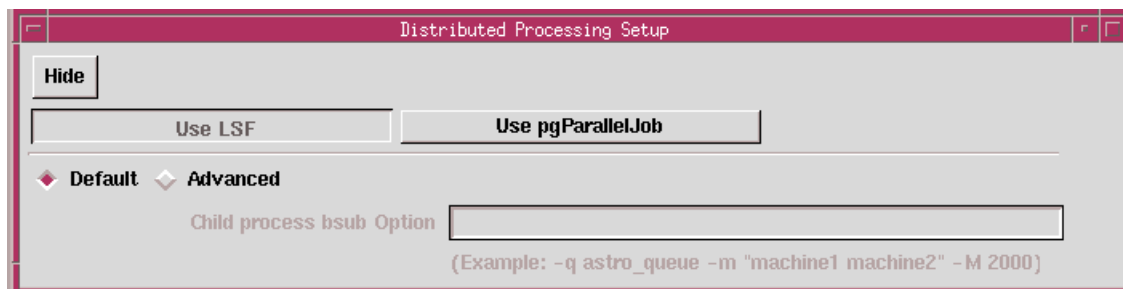 Distributed Processing Setup
Hide
Use LSF Use pgParallelJob
Default Advanced
Child process bsub Option
(Example: -q astro_queue -m "machine1 machine2" -M 2000)